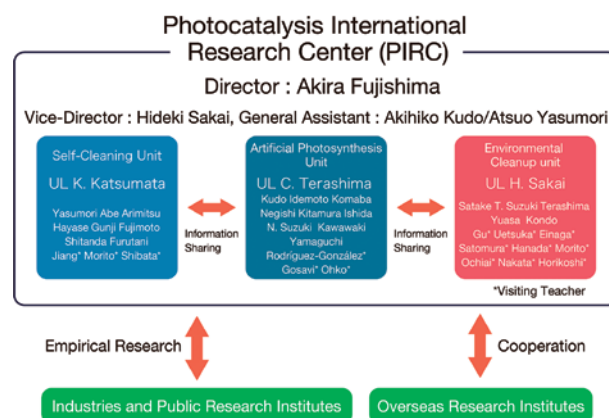 Photocatalysis International
Research Center (PIRC)
Director : Akira Fujishima
Vice-Director : Hideki Sakai, General Assistant : Akihiko Kudo/Atsuo Yasumori
Self-Cleaning Unit
UL K. Katsumata
Yasumori Abe Arimitsu
Hayase Gunji Fujimoto
Shitanda Furutani
Jiang* Morito* Shibata*
Information
Sharing
Artificial Photosynthesis
Unit
UL C. Terashima
Kudo Idemoto Komaba
Negishi Kitamura Ishida
N. Suzuki Kawawaki
Yamaguchi
Rodríguez-González*
Gosavi* Ohko*
Information
Sharing
Environmental
Cleanup unit
UL H. Sakai
Satake T. Suzuki Terashima
Yuasa Kondo
Gu* Uetsuka* Einaga*
Satomura* Hanada* Morito*
Ochiai* Nakata* Horikoshi*
*Visiting Teacher
Empirical Research
Cooperation
Industries and Public Research Institutes
Overseas Research Institutes